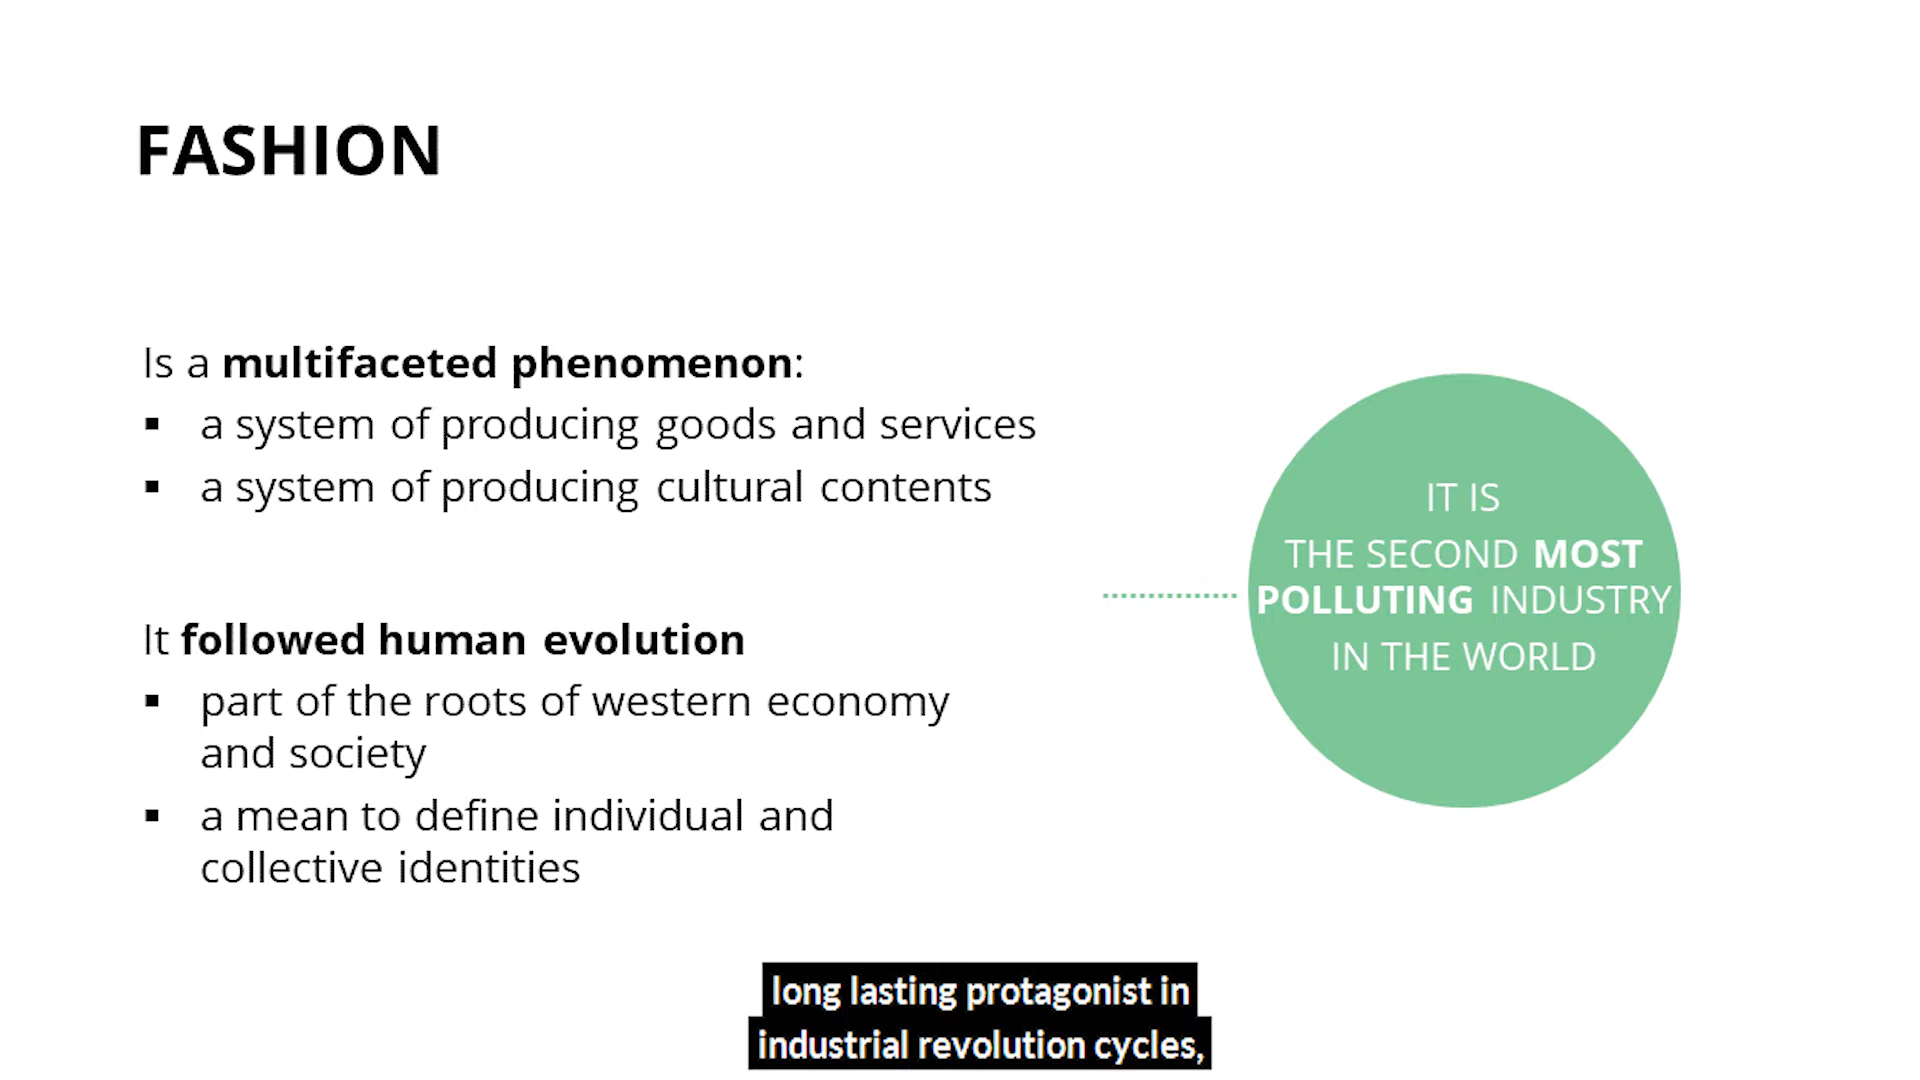 FASHION
Is a multifaceted phenomenon:
▪ a system of producing goods and services
▪ a system of producing cultural contents
It followed human evolution
▪ part of the roots of western economy
and society
▪ a mean to define individual and
collective identities
IT IS
THE SECOND MOST
POLLUTING INDUSTRY
IN THE WORLD
long lasting protagonist in
industrial revolution cycles,